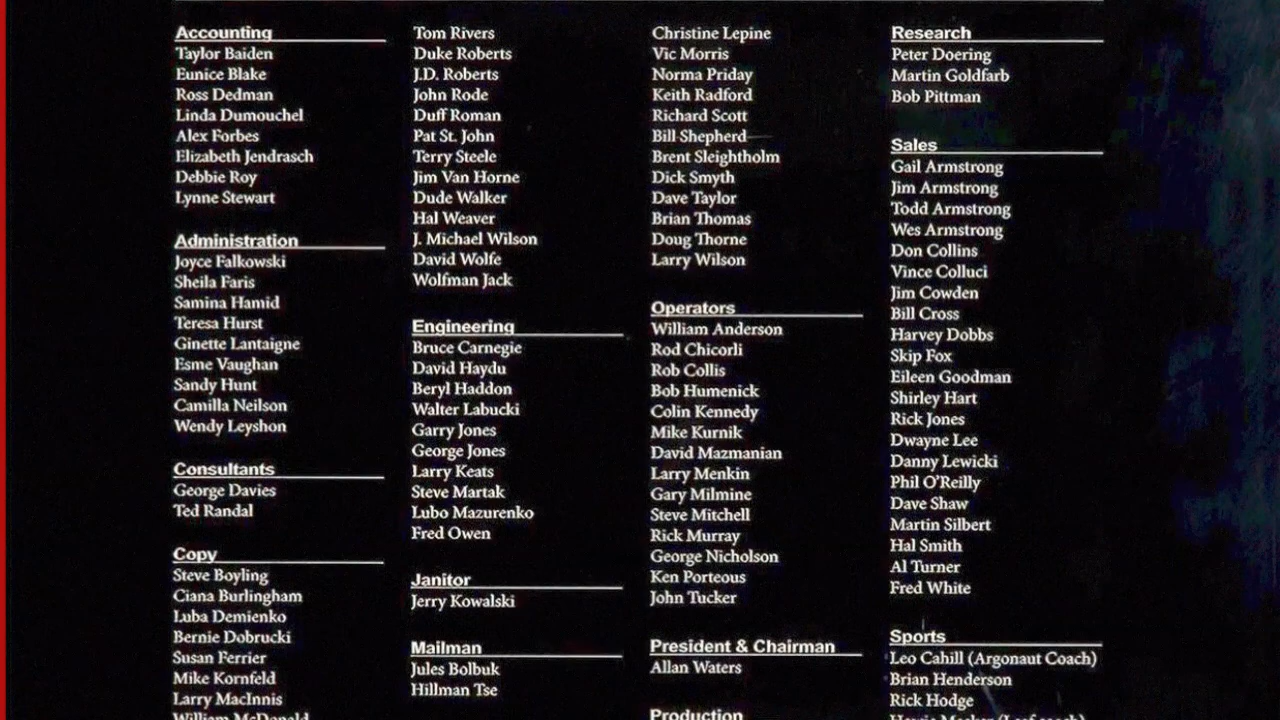 Accounting
Taylor Baiden
Eunice Blake
Ross Dedman
Linda Dumouchel
Alex Forbes
Elizabeth Jendrasch
Debbie Roy
Lynne Stewart
Administration
Joyce Falkowski
Sheila Faris
Samina Hamid
Teresa Hurst
Ginette Lantaigne
Esme Vaughan
Sandy Hunt
Camilla Neilson
Wendy Leyshon
Consultants
George Davies
Ted Randal
Copy
Steve Boyling
Ciana Burlingham
Luba Demienko
Bernie Dobrucki
Susan Ferrier
Mike Kornfeld
Larry MacInnis
William McDonald
Tom Rivers
Duke Roberts
J.D. Roberts
John Rode
Duff Roman
Pat St. John
Terry Steele
Jim Van Horne
Dude Walker
Hal Weaver
J. Michael Wilson
David Wolfe
Wolfman Jack
Engineering
Bruce Carnegie
David Haydu
Beryl Haddon
Walter Labucki
Garry Jones
George Jones
Larry Keats
Steve Martak
Lubo Mazurenko
Fred Owen
Janitor
Jerry Kowalski
Mailman
Jules Bolbuk
Hillman Tse
Christine Lepine
Vic Morris
Norma Priday
Keith Radford
Richard Scott
Bill Shepherd
Brent Sleightholm
Dick Smyth
Dave Taylor
Brian Thomas
Doug Thorne
Larry Wilson
Operators
William Anderson
Rod Chicorli
Rob Collis
Bob Humenick
Colin Kennedy
Mike Kurnik
David Mazmanian
Larry Menkin
Gary Milmine
Steve Mitchell
Rick Murray
George Nicholson
Ken Porteous
John Tucker
President & Chairman
Allan Waters
Production
Research
Peter Doering
Martin Goldfarb
Bob Pittman
Sales
Gail Armstrong
Jim Armstrong
Todd Armstrong
Wes Armstrong
Don Collins
Vince Colluci
Jim Cowden
Bill Cross
Harvey Dobbs
Skip Fox
Eileen Goodman
Shirley Hart
Rick Jones
Dwayne Lee
Danny Lewicki
Phil O'Reilly
Dave Shaw
Martin Silbert
Hal Smith
Al Turner
Fred White
Sports
Leo Cahill (Argonaut Coach)
Brian Henderson
Rick Hodge